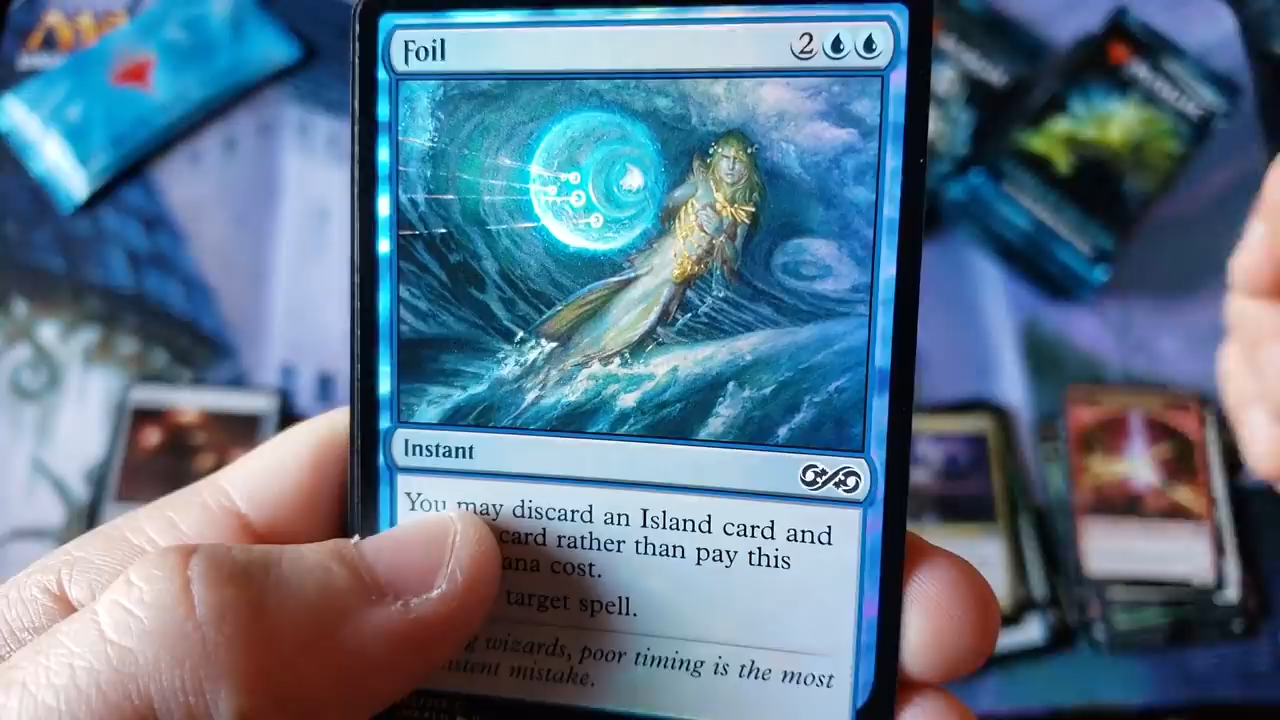 Foil 2
Instant
You may discard an Island card and
card rather than pay this
ana cost.
target spell.
g wizards, poor timing is the most
stent mistake.